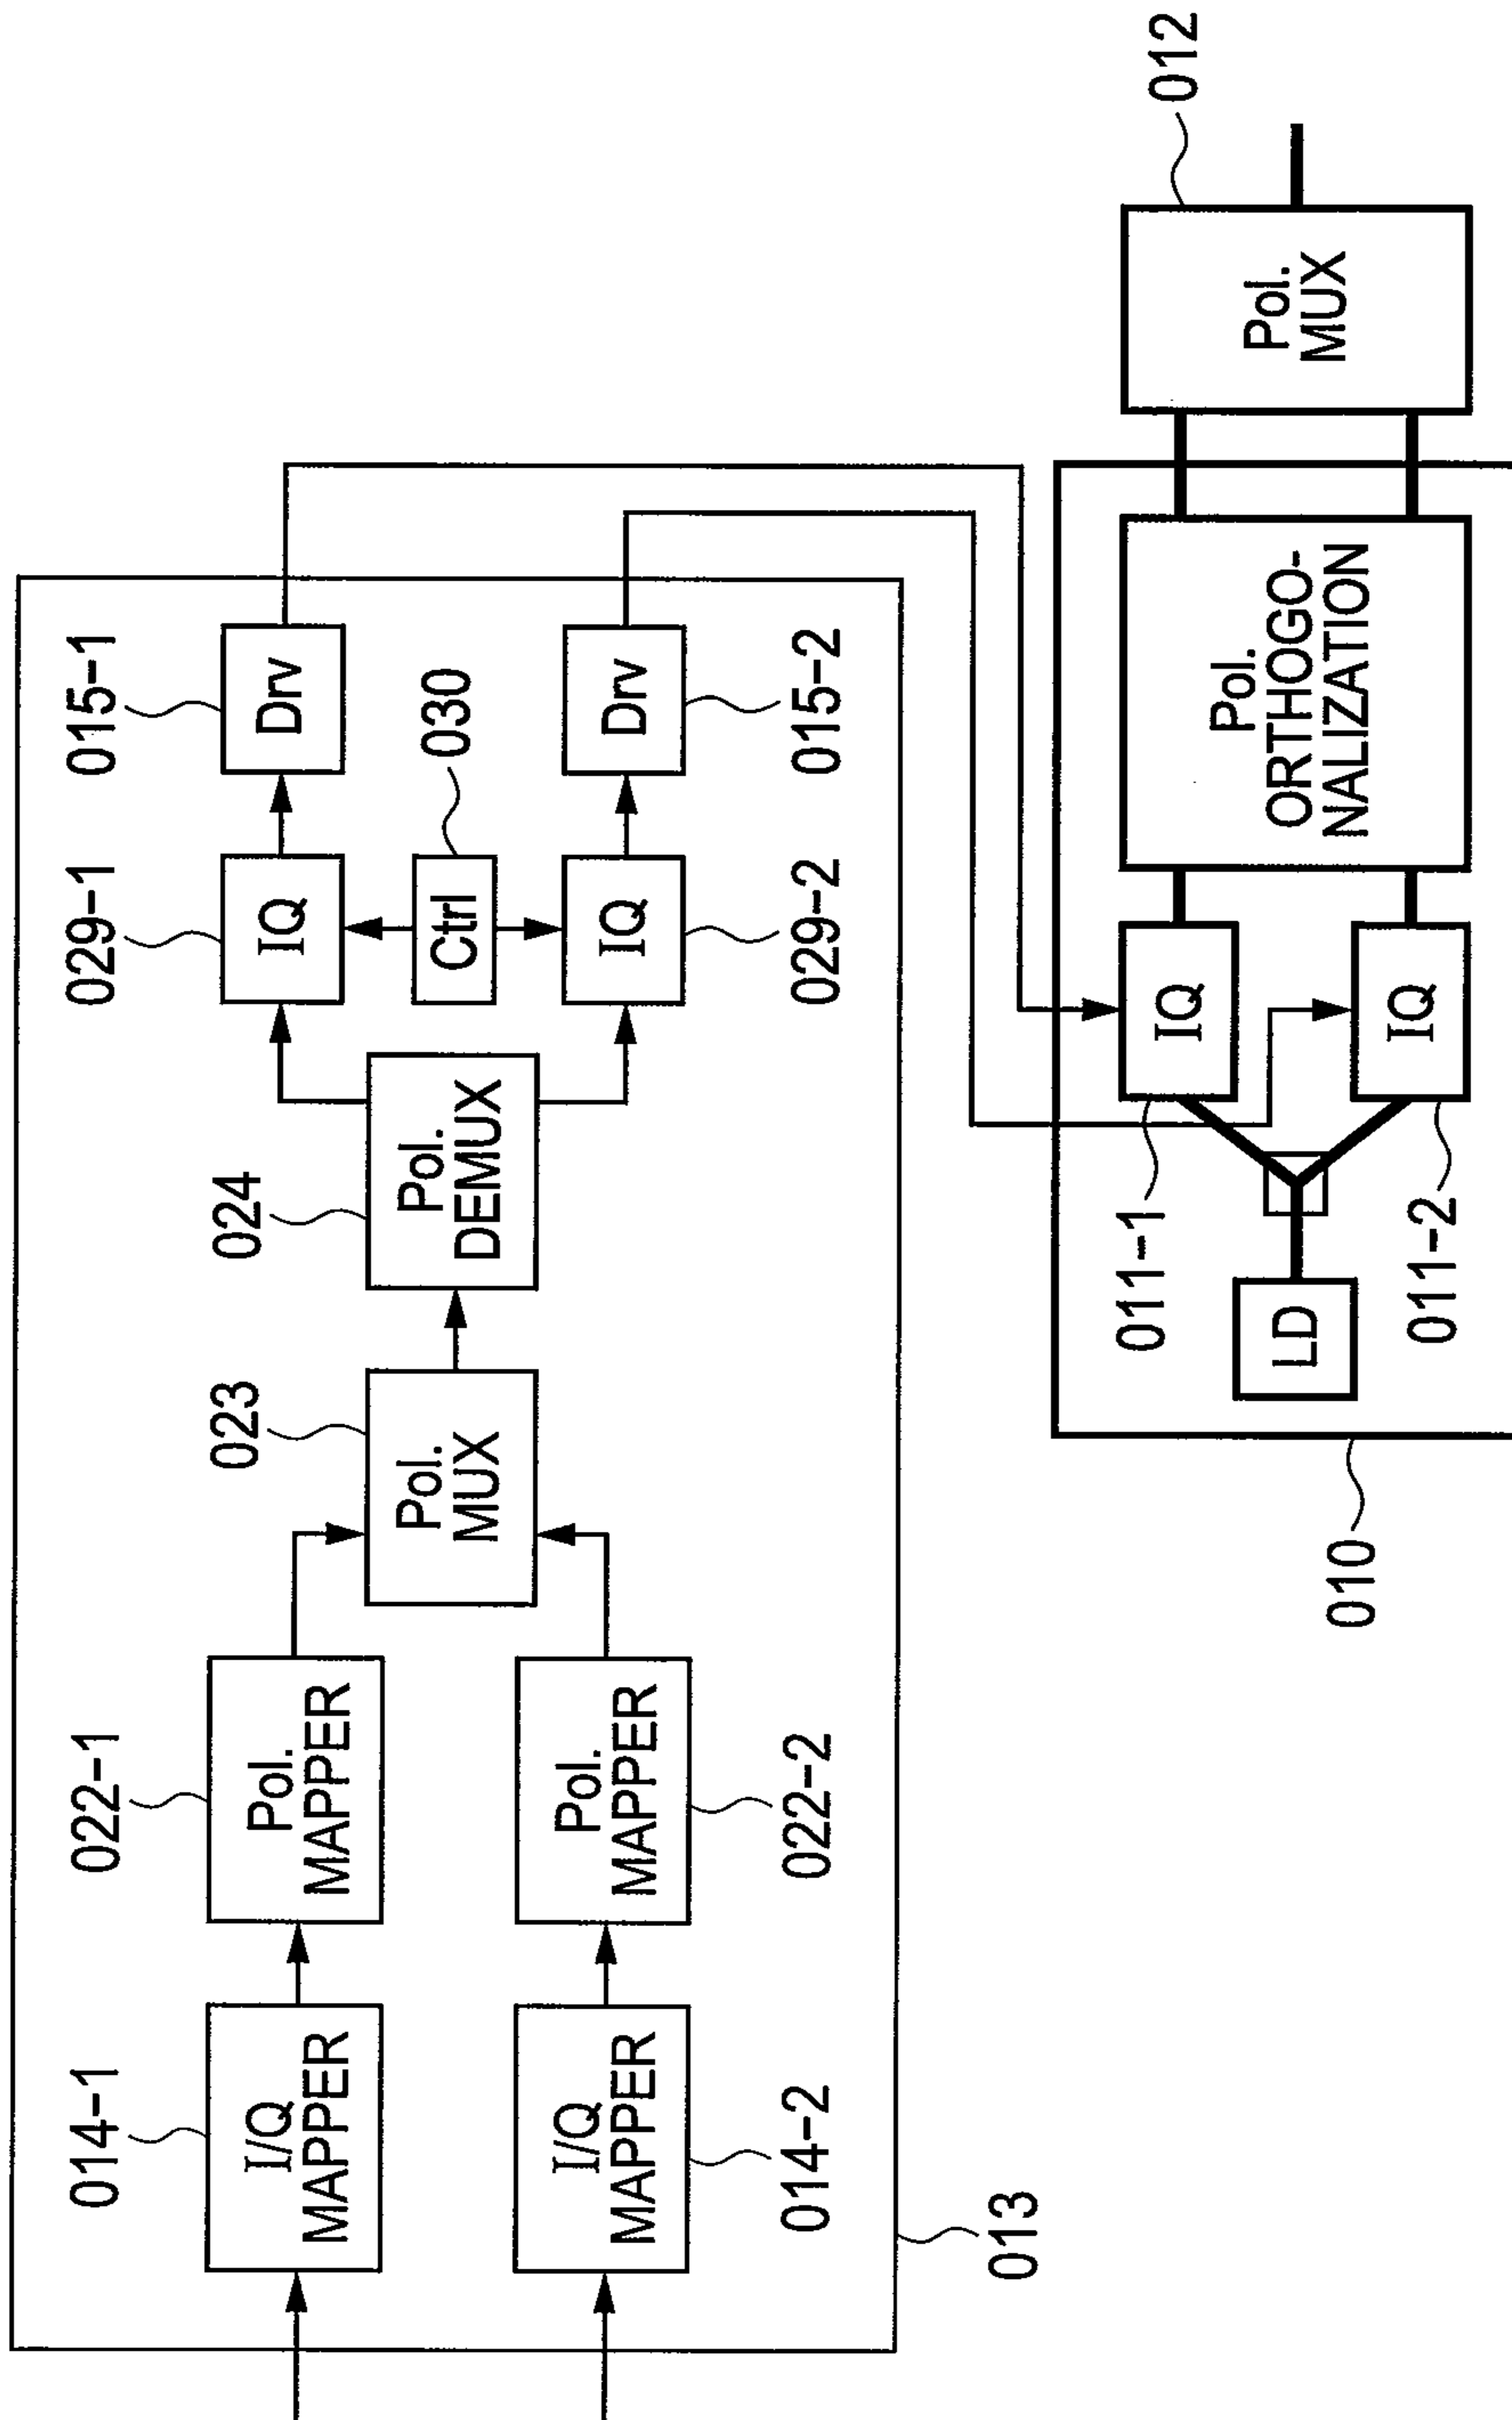 014-1
I/Q
MAPPER
022-1
Pol.
MAPPER
023
Pol.
MUX
024
Pol.
DEMUX
029-1
IQ
015-1
Drv
Ctrl
030
014-2
I/Q
MAPPER
022-2
Pol.
MAPPER
029-2
IQ
015-2
Drv
013
010
LD
011-1
IQ
011-2
IQ
Pol.
ORTHOGO-
NALIZATION
Pol.
MUX
012